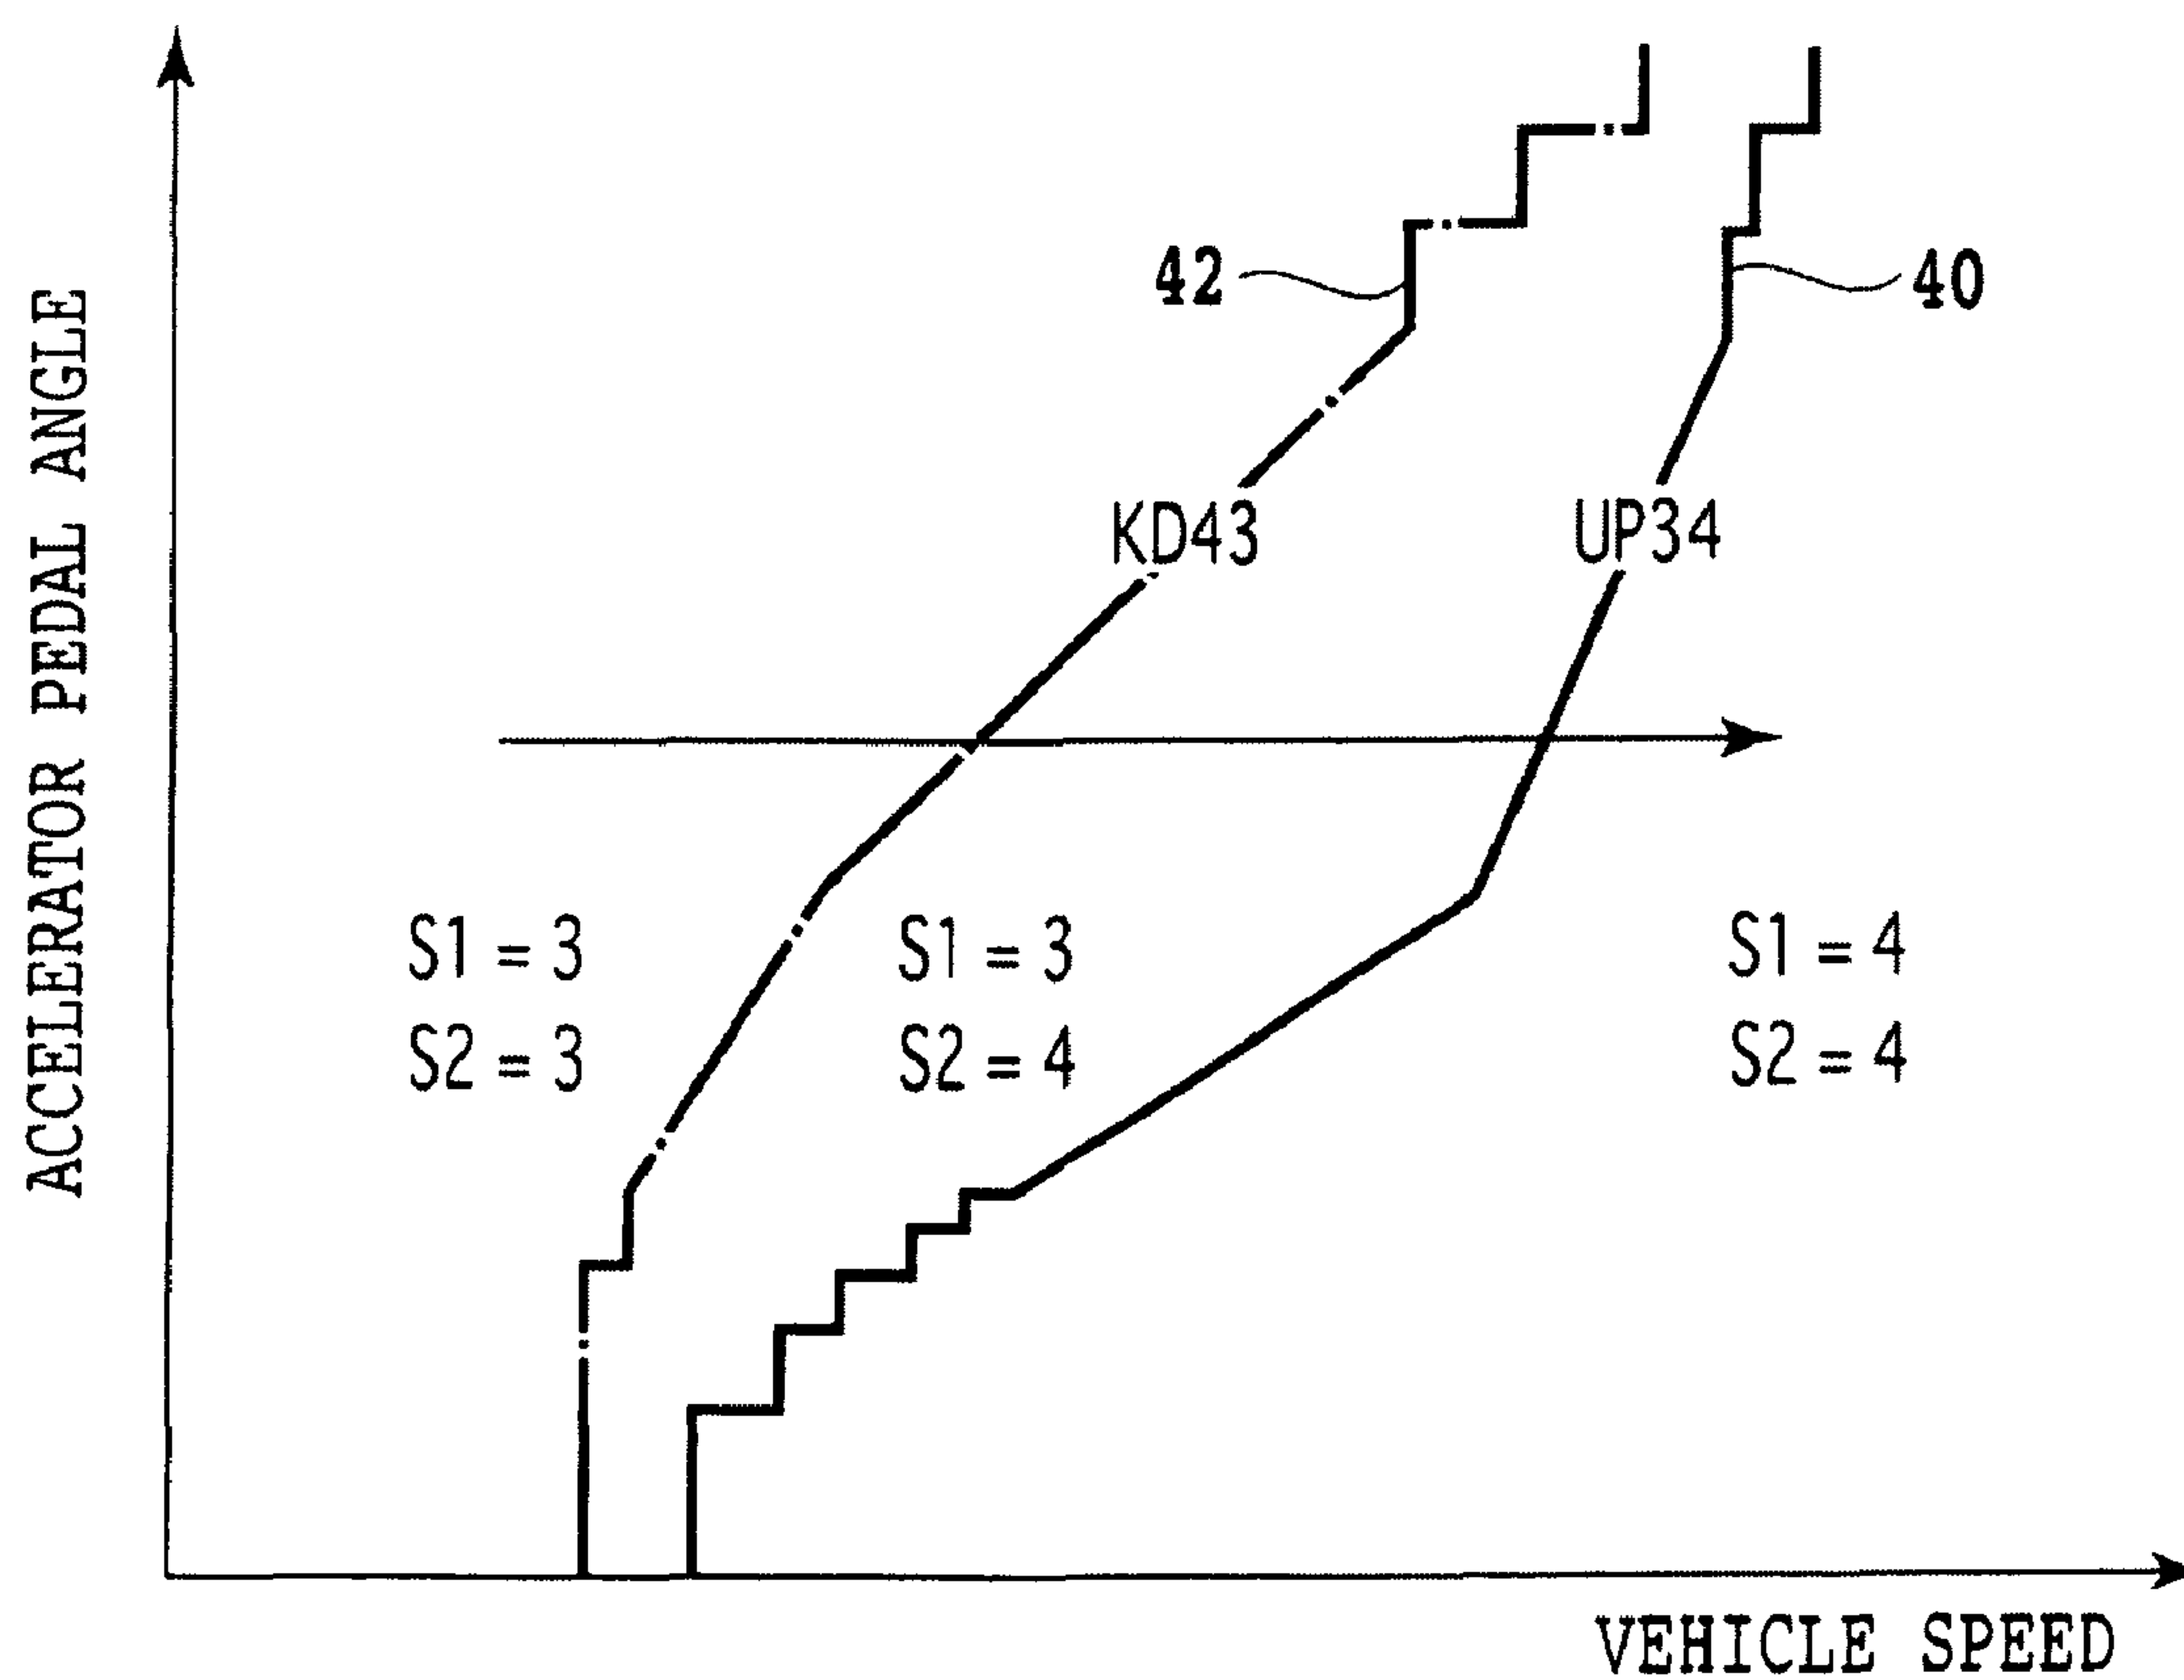 42
40
KD43
UP34
ACCELERATOR PEDAL ANGLE
S1 = 3
S2 = 3
S1 = 3
S2 = 4
S1 = 4
S2 = 4
VEHICLE SPEED